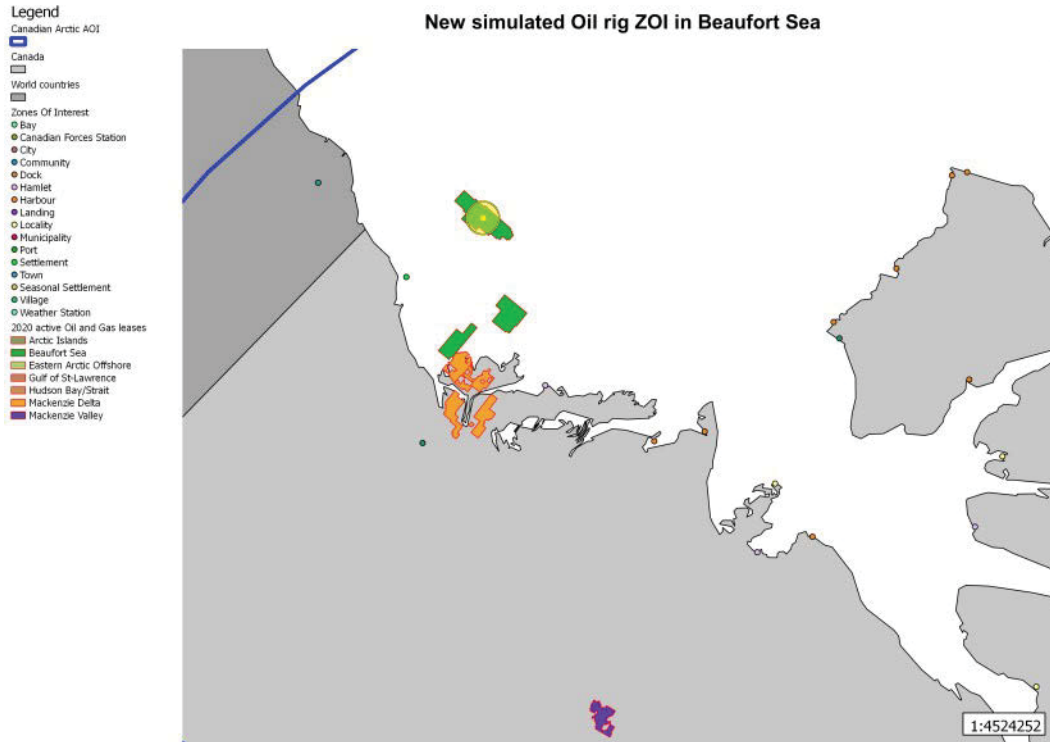 Legend
New simulated Oil rig ZOI in Beaufort Sea
Canadian Arctic AOI
Canada
World countries
Zones Of Interest
Bay
Canadian Forces Station
City
Community
Dock
Hamlet
Harbour
Landing
Locality
Municipality
Port
Settlement
Town
Seasonal Settlement
Village
Weather Station
2020 active Oil and Gas leases
Arctic Islands
Beaufort Sea
Eastern Arctic Offshore
Gulf of St-Lawrence
Hudson Bay/Strait
Mackenzie Delta
Mackenzie Valley
1:4524252